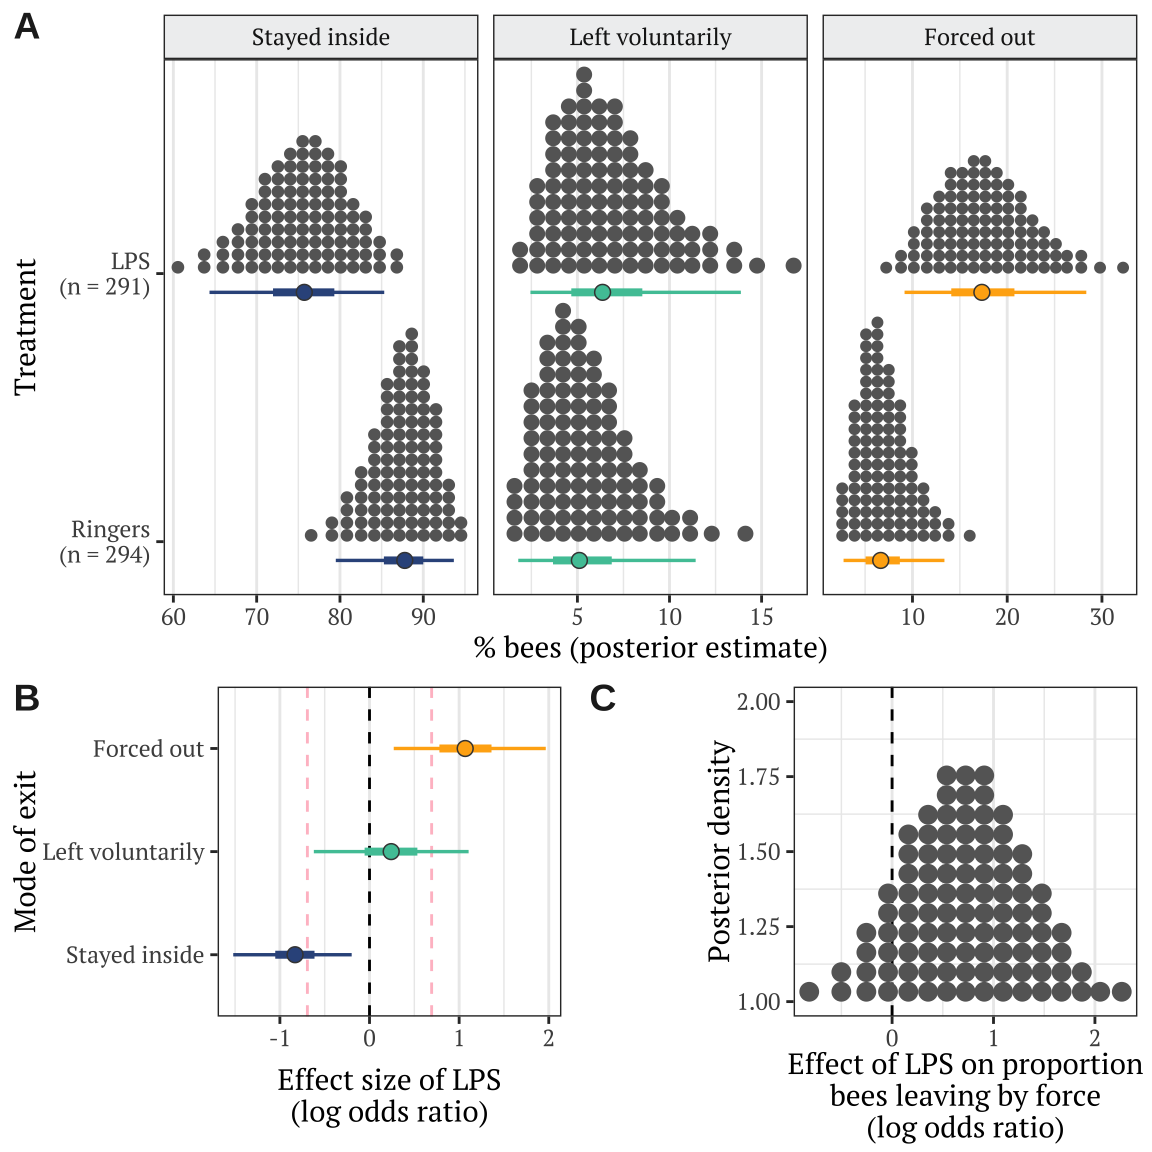 A
Stayed inside
Left voluntarily
Forced out
Treatment
LPS
(n = 291)
Ringers
(n = 294)
60 70 80 90
5 10 15
10 20 30
% bees (posterior estimate)
B
Mode of exit
Forced out
Left voluntarily
Stayed inside
-1 0 1 2
Effect size of LPS
(log odds ratio)
C
Posterior density
2.00
1.75
1.50
1.25
1.00
0 1 2
Effect of LPS on proportion
bees leaving by force
(log odds ratio)